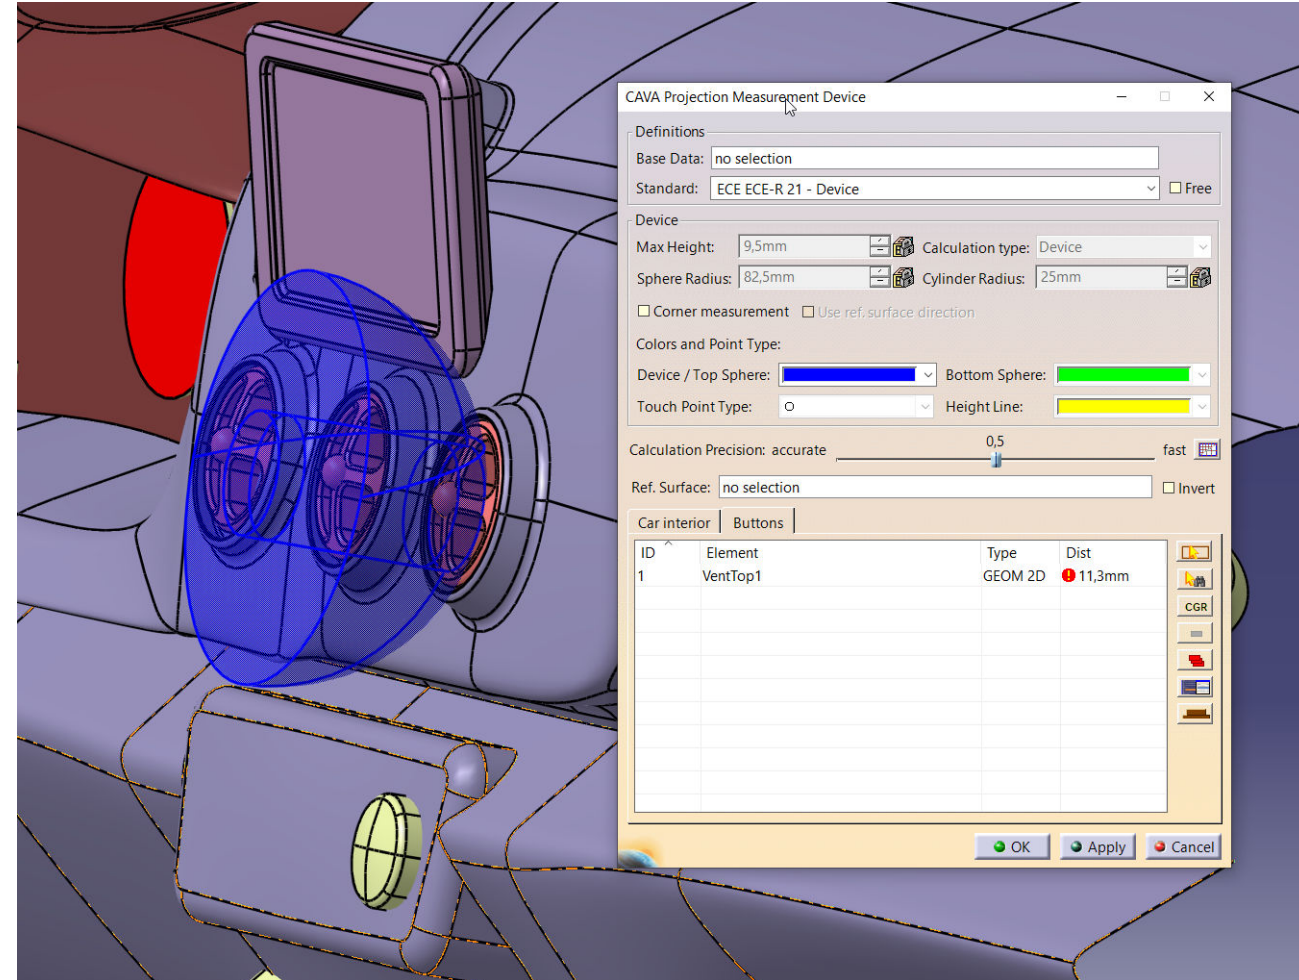 CAVA Projection Measurement Device
Definitions
Base Data: no selection
Standard: ECE ECE-R 21 - Device Free
Device
Max Height: 9,5mm Calculation type: Device
Sphere Radius: 82,5mm Cylinder Radius: 25mm
Corner measurement Use ref. surface direction
Colors and Point Type:
Device / Top Sphere: Bottom Sphere:
Touch Point Type: Height Line:
0,5
Calculation Precision: accurate fast
Ref. Surface: no selection Invert
Car interior Buttons
ID Element Type Dist
1 VentTop1 GEOM 2D 11,3mm
CGR
OK Apply Cancel